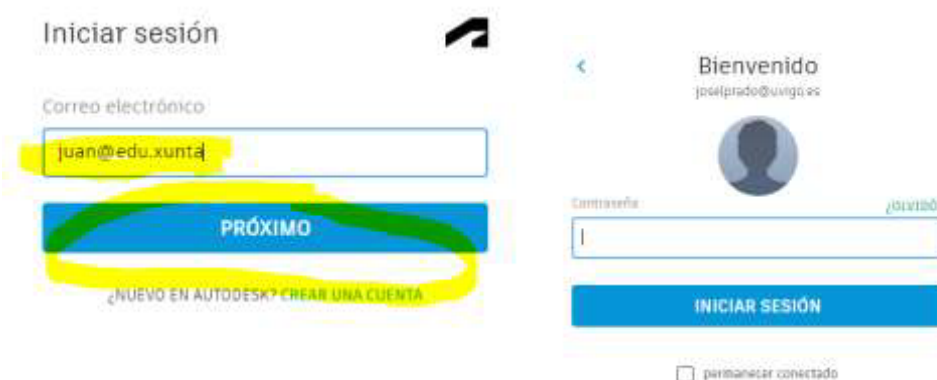 Iniciar sesión
Correo electrónico
juan@edu.xunta
PRÓXIMO
¿NUEVO EN AUTODESK? CREAR UNA CUENTA
Bienvenido
joselprado@uvigo.es
Contraseña
¿OLVIDÓ
INICIAR SESIÓN
permanecer conectado